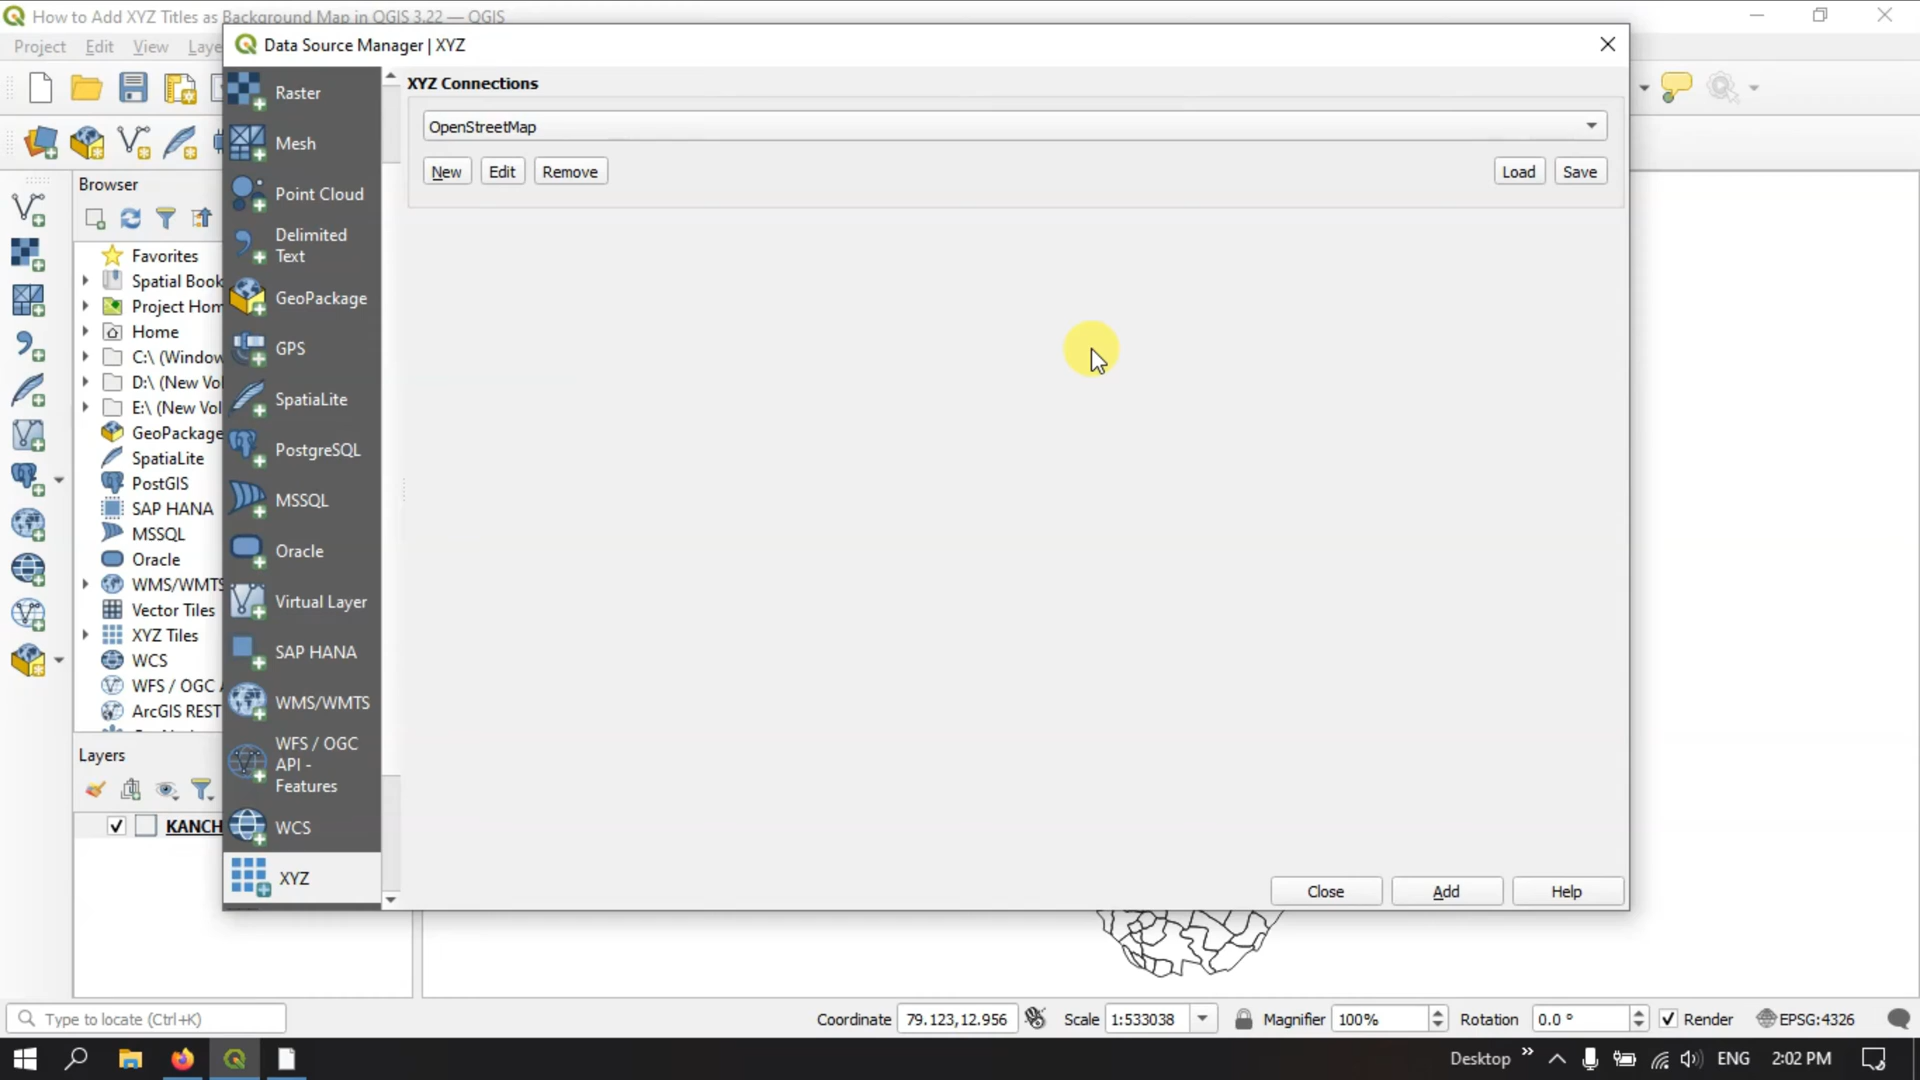 How to Add XYZ Titles as Background Map in QGIS 3.22 — QGIS
Project Edit View Laye
Data Source Manager | XYZ
Raster
Mesh
Point Cloud
Delimited
Text
GeoPackage
GPS
SpatiaLite
PostgreSQL
MSSQL
Oracle
Virtual Layer
SAP HANA
WMS/WMTS
WFS / OGC
API -
Features
WCS
XYZ
XYZ Connections
OpenStreetMap
New Edit Remove Load Save
Close Add Help
Browser
Favorites
Spatial Book
Project Hom
Home
C:\ (Window
D:\ (New Vol
E:\ (New Vol
GeoPackage
SpatiaLite
PostGIS
SAP HANA
MSSQL
Oracle
WMS/WMTS
Vector Tiles
XYZ Tiles
WCS
WFS / OGC
ArcGIS REST
Layers
KANCH
Type to locate (Ctrl+K) Coordinate 79.123,12.956 Scale 1:533038 Magnifier 100% Rotation 0.0 ° Render EPSG:4326
Desktop » ENG 2:02 PM